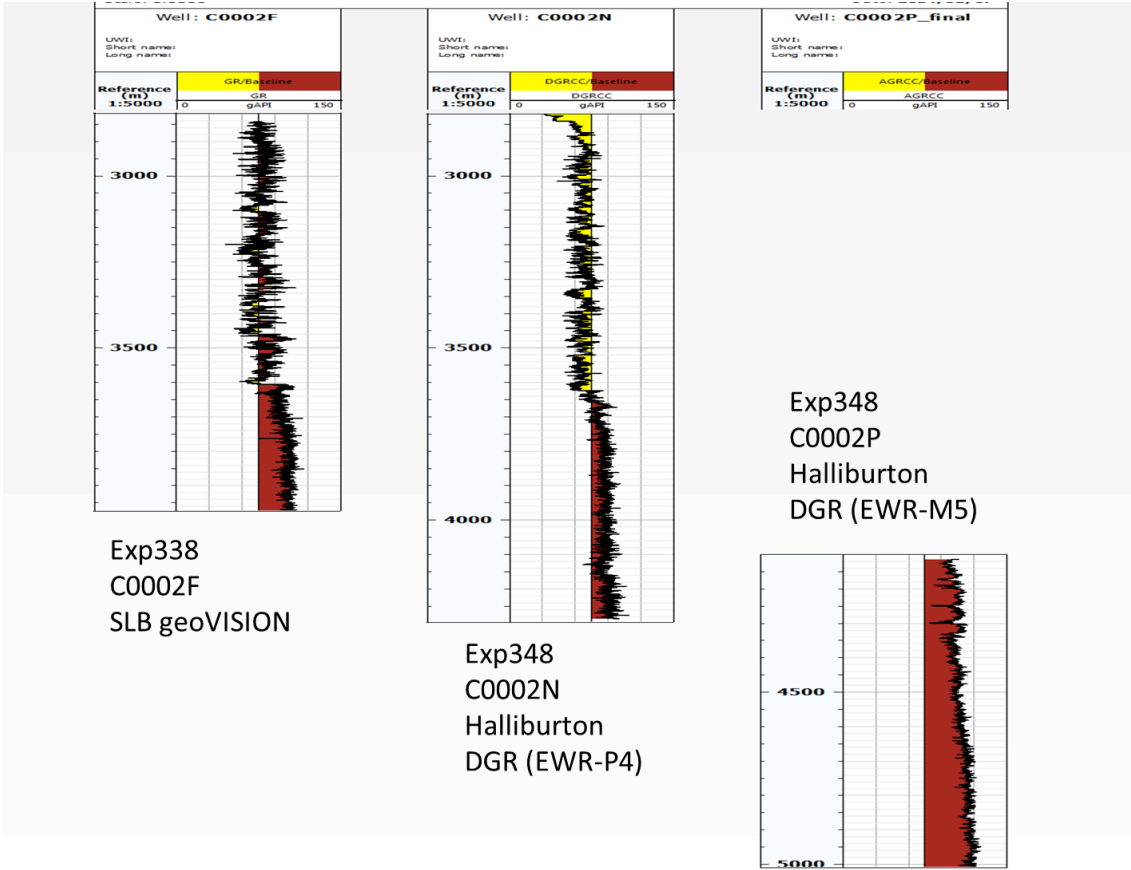 Well: C0002F
UWI:
Short name:
Long name:
Reference
(m)
1:5000
GR/Baseline
GR
0 gAPI 150
3000
3500
Exp338
C0002F
SLB geoVISION
Well: C0002N
UWI:
Short name:
Long name:
Reference
(m)
1:5000
DGRCC/Baseline
DGRCC
0 gAPI 150
3000
3500
4000
Exp348
C0002N
Halliburton
DGR (EWR-P4)
Well: C0002P_final
UWI:
Short name:
Long name:
Reference
(m)
1:5000
AGRCC/Baseline
AGRCC
0 gAPI 150
Exp348
C0002P
Halliburton
DGR (EWR-M5)
4500
5000